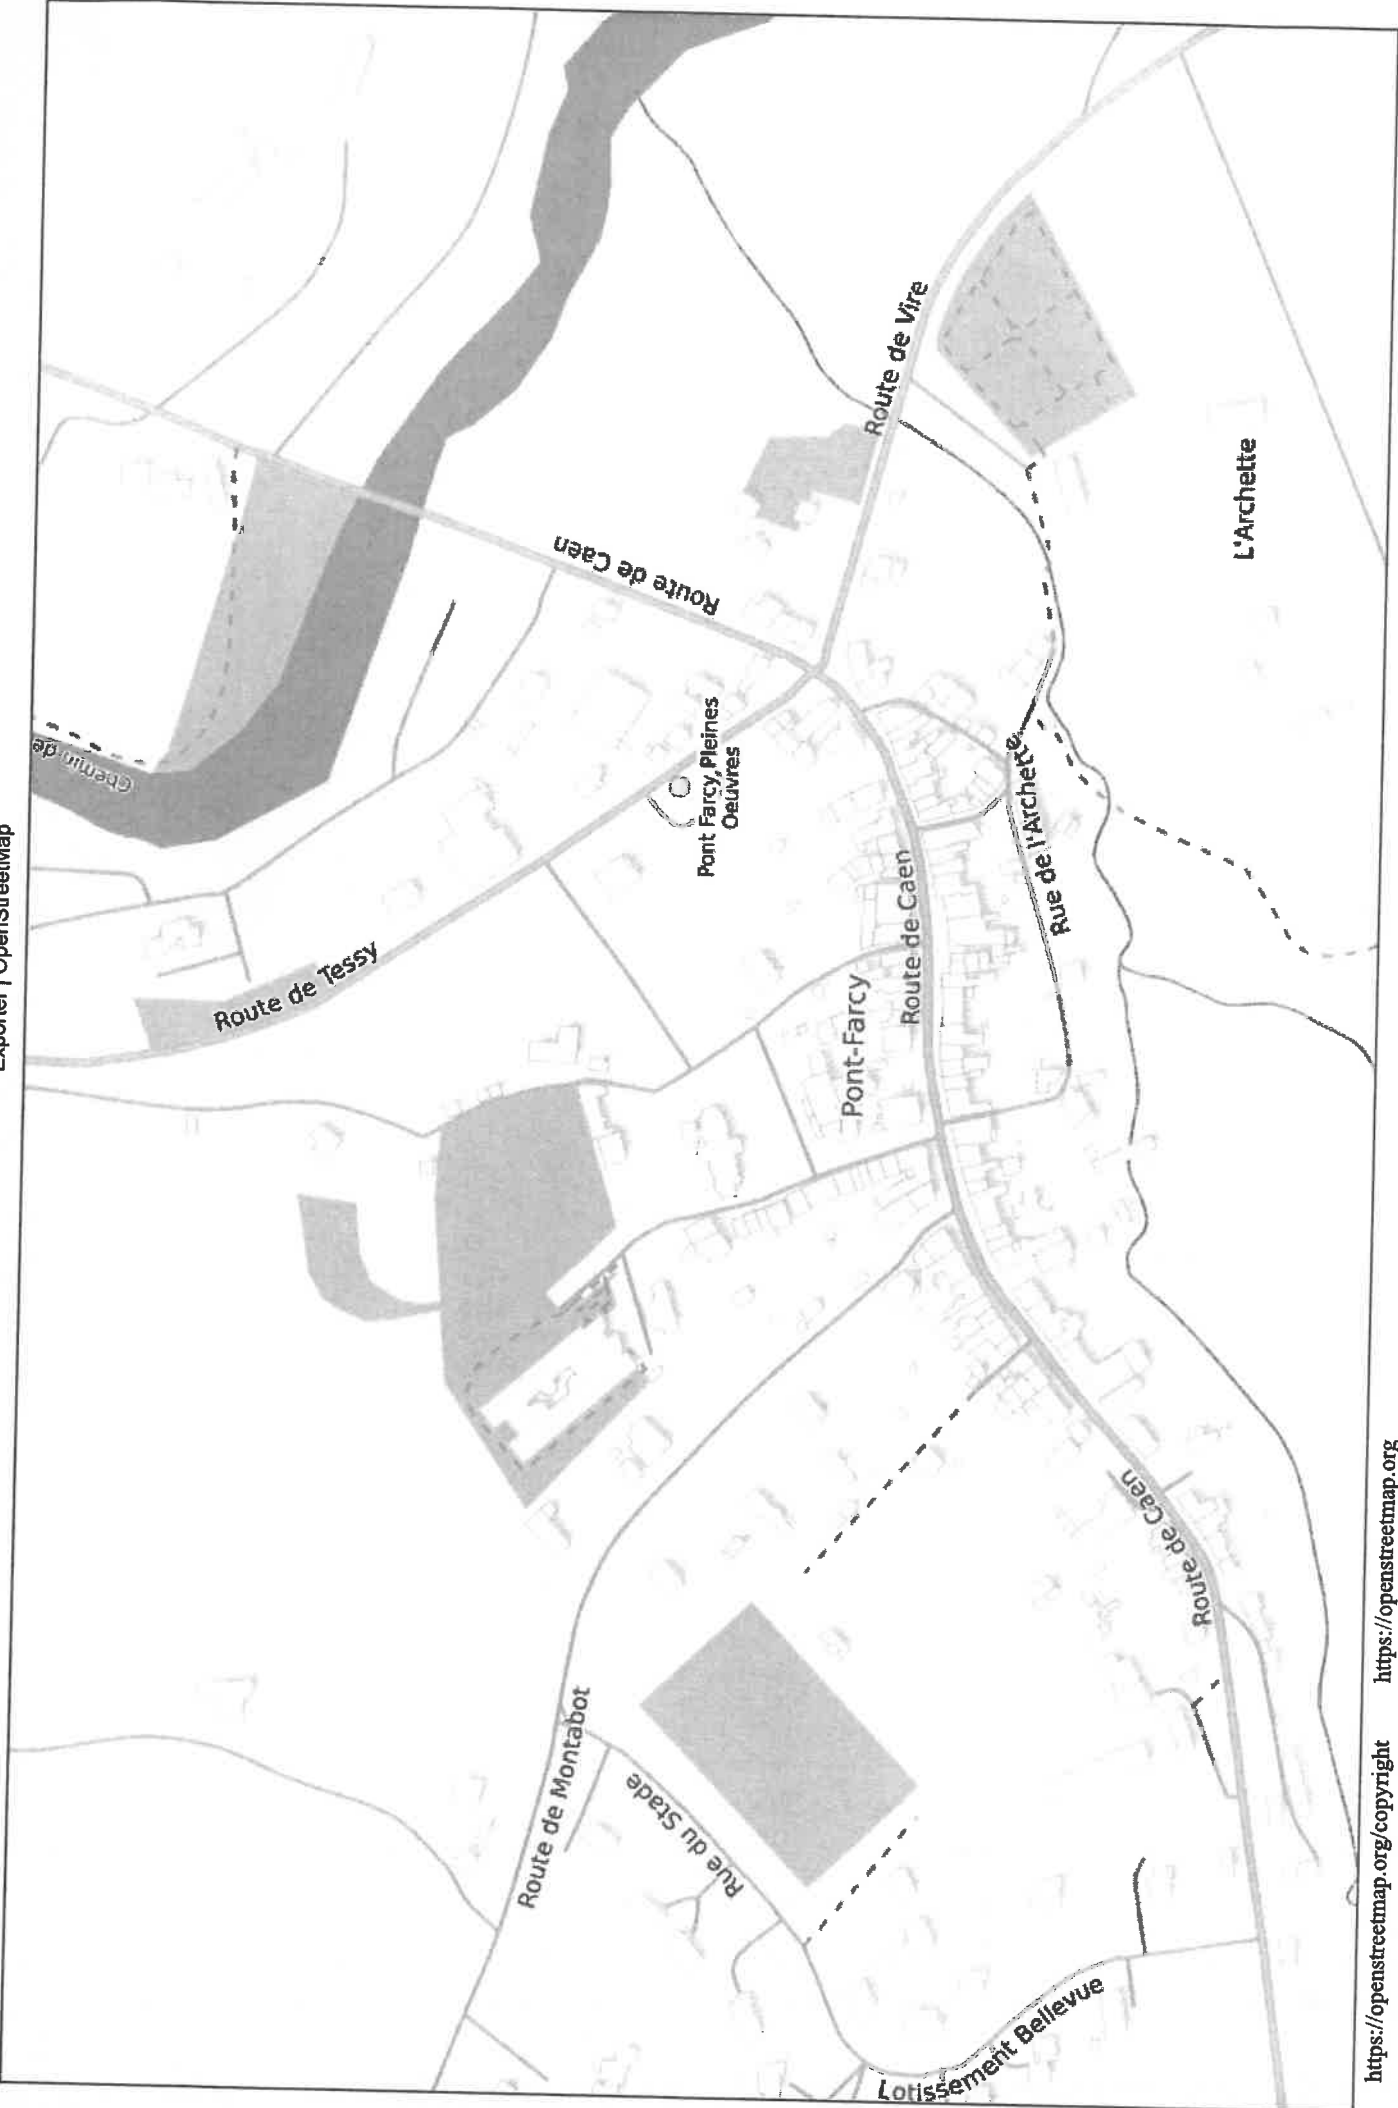 Exporter | OpenStreetMap
Chemin de
Route de Tessy
Route de Caen
Route de Vire
Pont Farcy, Pleines
Oeuvres
L'Archette
Rue de l'Archette
Route de Caen
Pont-Farcy
Route de Montabot
Rue du Stade
Route de Caen
Lotissement Bellevue
https://openstreetmap.org/copyright
https://openstreetmap.org